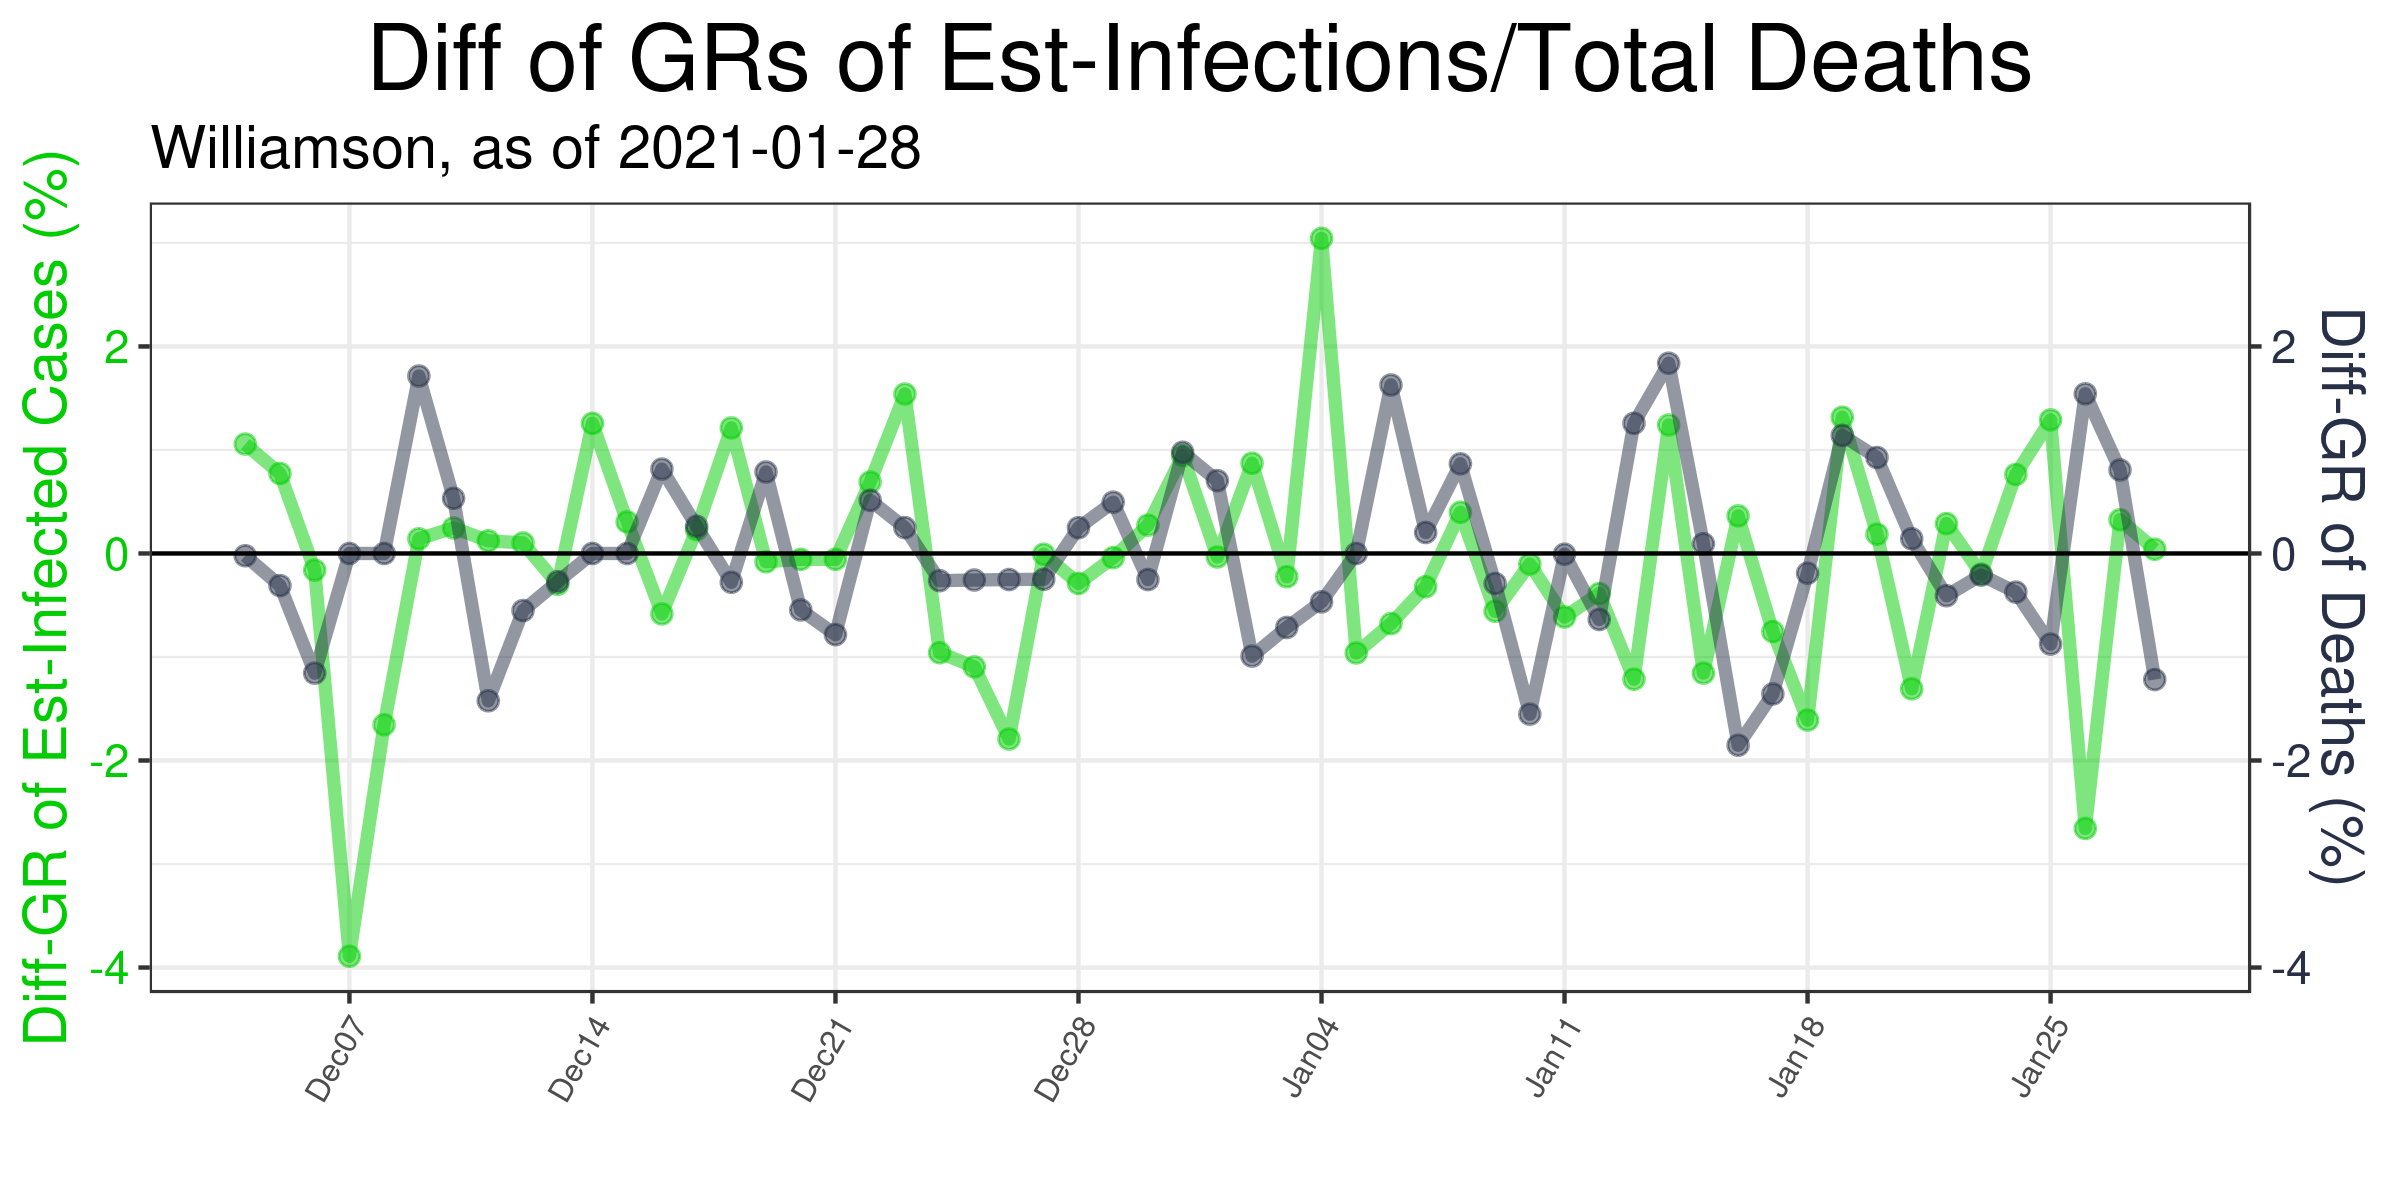 Diff of GRs of Est-Infections/Total Deaths
Williamson, as of 2021-01-28
Diff-GR of Est-Infected Cases (%)
2
0
-2
-4
2
0
-2
-4
Diff-GR of Deaths (%)
Dec07
Dec14
Dec21
Dec28
Jan04
Jan11
Jan18
Jan25